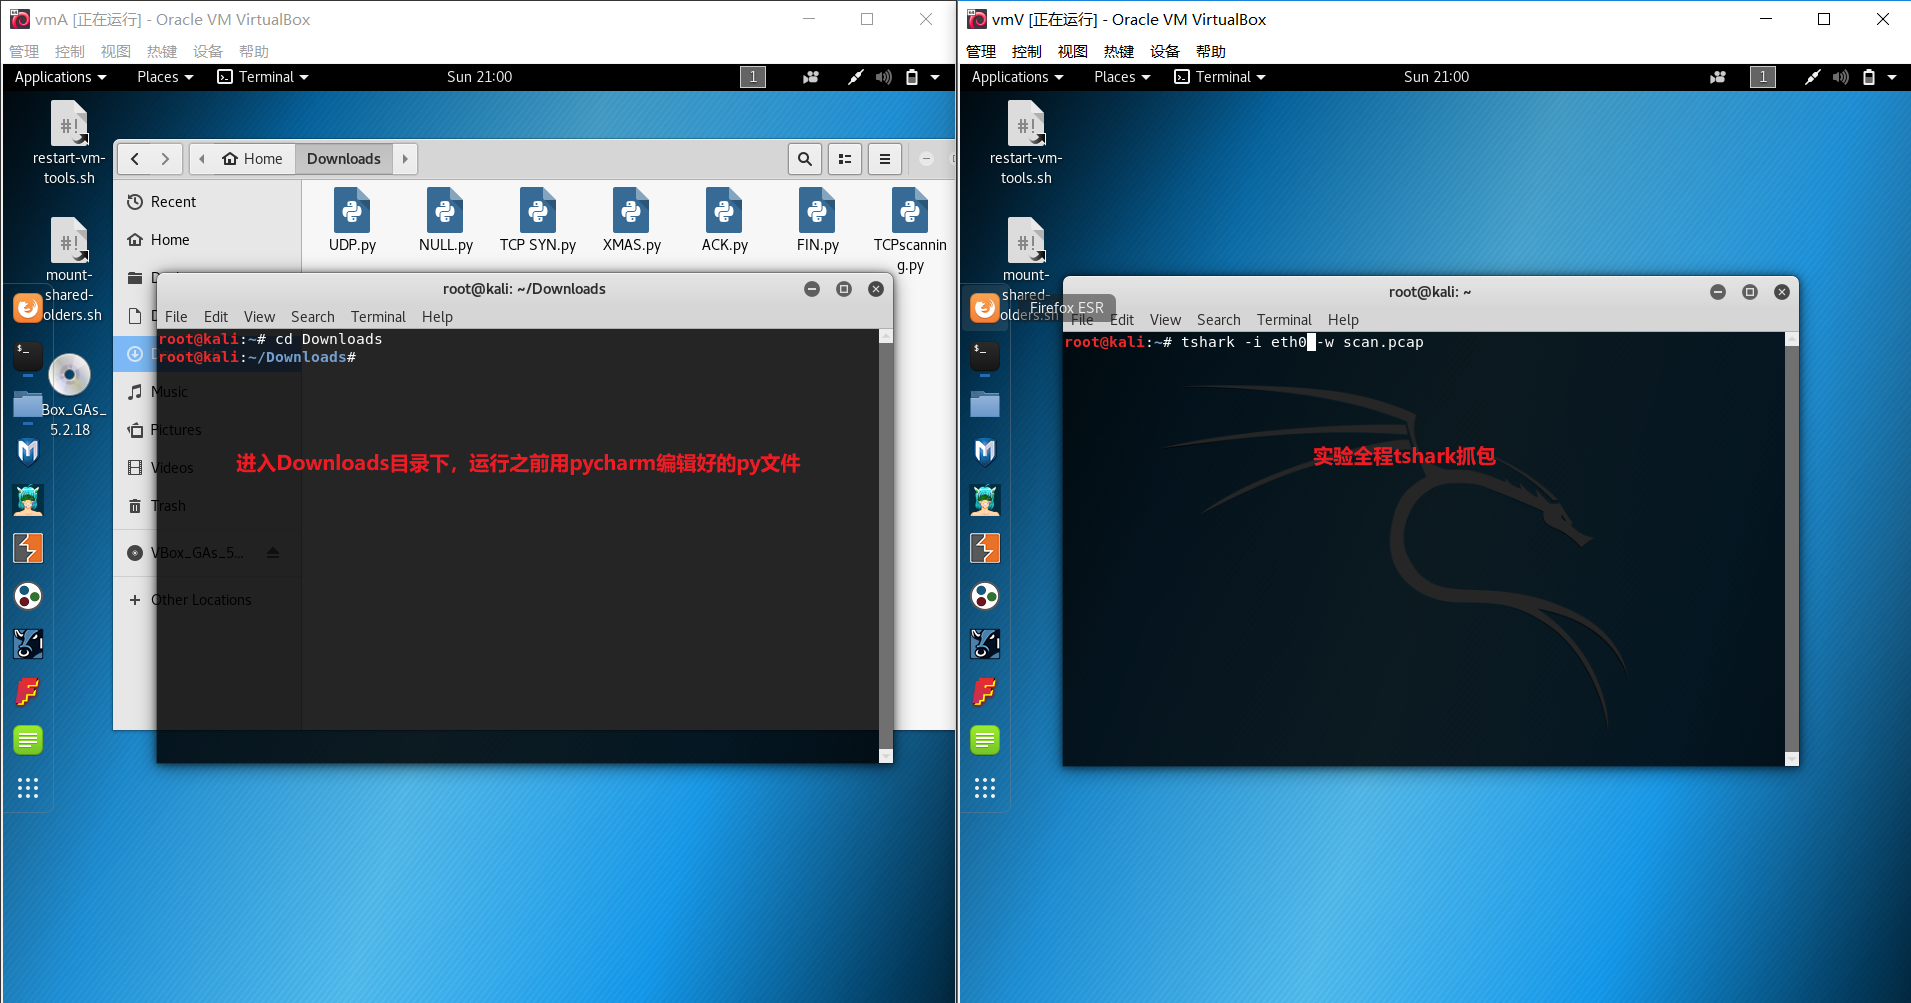 vmA [正在运行] - Oracle VM VirtualBox
管理 控制 视图 热键 设备 帮助
Applications Places Terminal Sun 21:00 1
restart-vm-
tools.sh
mount-
shared-
olders.sh
Box_GAs_
5.2.18
Home Downloads
Recent
Home
Music
Pictures
Videos
Trash
VBox_GAs_5...
Other Locations
UDP.py NULL.py TCP SYN.py XMAS.py ACK.py FIN.py TCPscannin
g.py
root@kali: ~/Downloads
File Edit View Search Terminal Help
root@kali:~# cd Downloads
root@kali:~/Downloads#
进入Downloads目录下，运行之前用pycharm编辑好的py文件
vmV [正在运行] - Oracle VM VirtualBox
管理 控制 视图 热键 设备 帮助
Applications Places Terminal Sun 21:00 1
restart-vm-
tools.sh
mount-
shared-
olders.sh
Firefox ESR
root@kali: ~
File Edit View Search Terminal Help
root@kali:~# tshark -i eth0 -w scan.pcap
实验全程tshark抓包